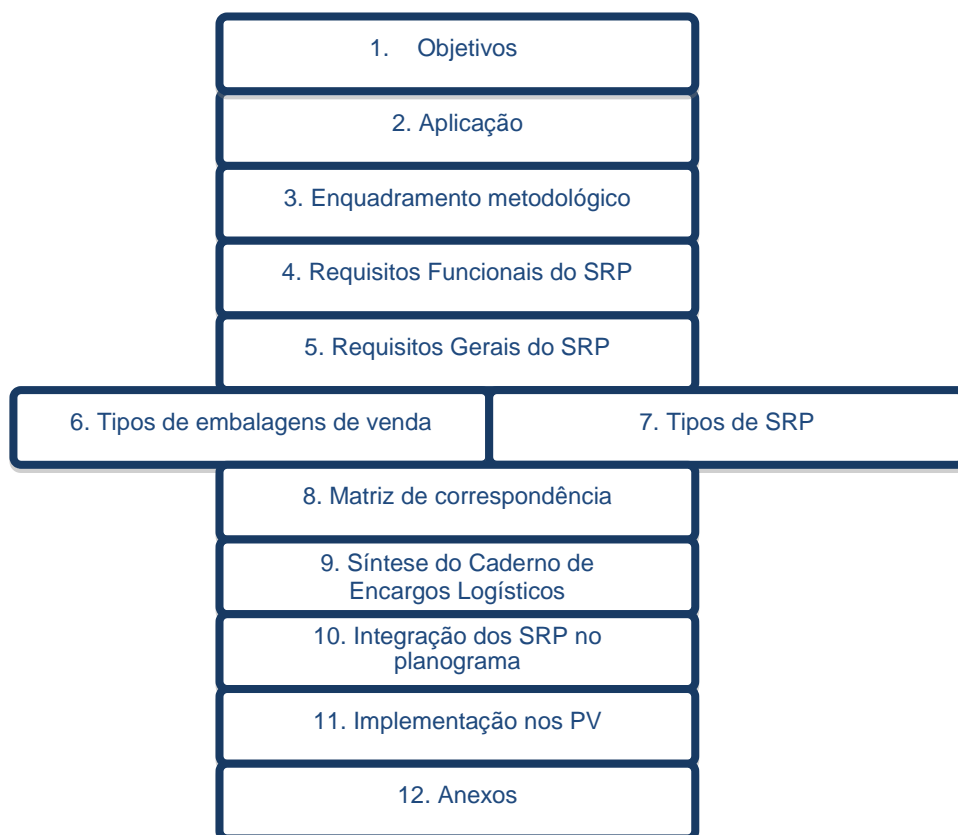 1. Objetivos
2. Aplicação
3. Enquadramento metodológico
4. Requisitos Funcionais do SRP
5. Requisitos Gerais do SRP
6. Tipos de embalagens de venda
7. Tipos de SRP
8. Matriz de correspondência
9. Síntese do Caderno de
Encargos Logísticos
10. Integração dos SRP no
planograma
11. Implementação nos PV
12. Anexos